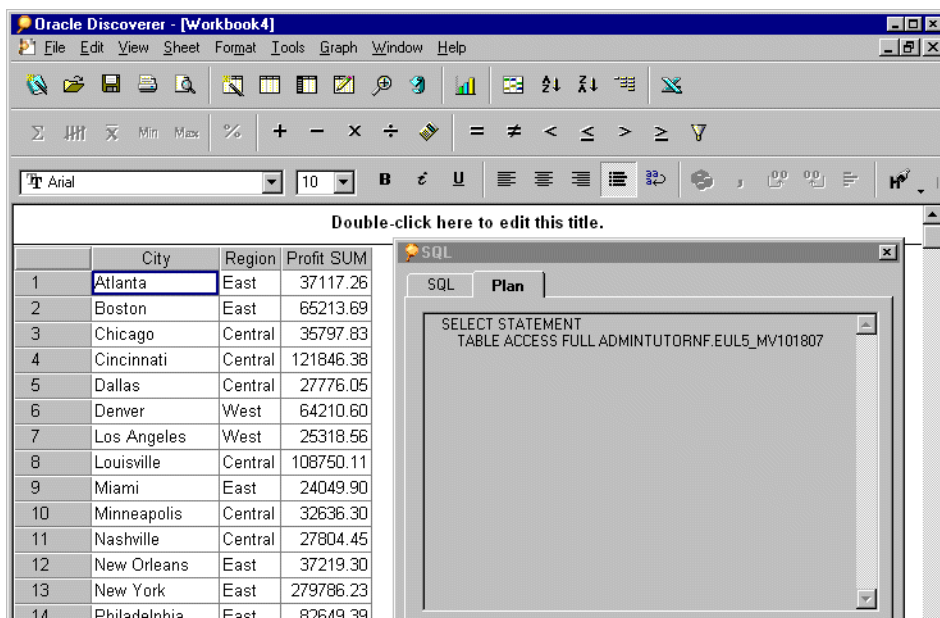 Oracle Discoverer - [Workbook4]
File Edit View Sheet Format Tools Graph Window Help
Min Max % + - × ÷ = ≠ < ≤ > ≥
Arial 10 B i U
Double-click here to edit this title.
City Region Profit SUM
1 Atlanta East 37117.26
2 Boston East 65213.69
3 Chicago Central 35797.83
4 Cincinnati Central 121846.38
5 Dallas Central 27776.05
6 Denver West 64210.60
7 Los Angeles West 25318.56
8 Louisville Central 108750.11
9 Miami East 24049.90
10 Minneapolis Central 32636.30
11 Nashville Central 27804.45
12 New Orleans East 37219.30
13 New York East 279786.23
14 Philadelphia East 82649.39
SQL
SQL Plan
SELECT STATEMENT
TABLE ACCESS FULL ADMINTUTORNF.EUL5_MV101807